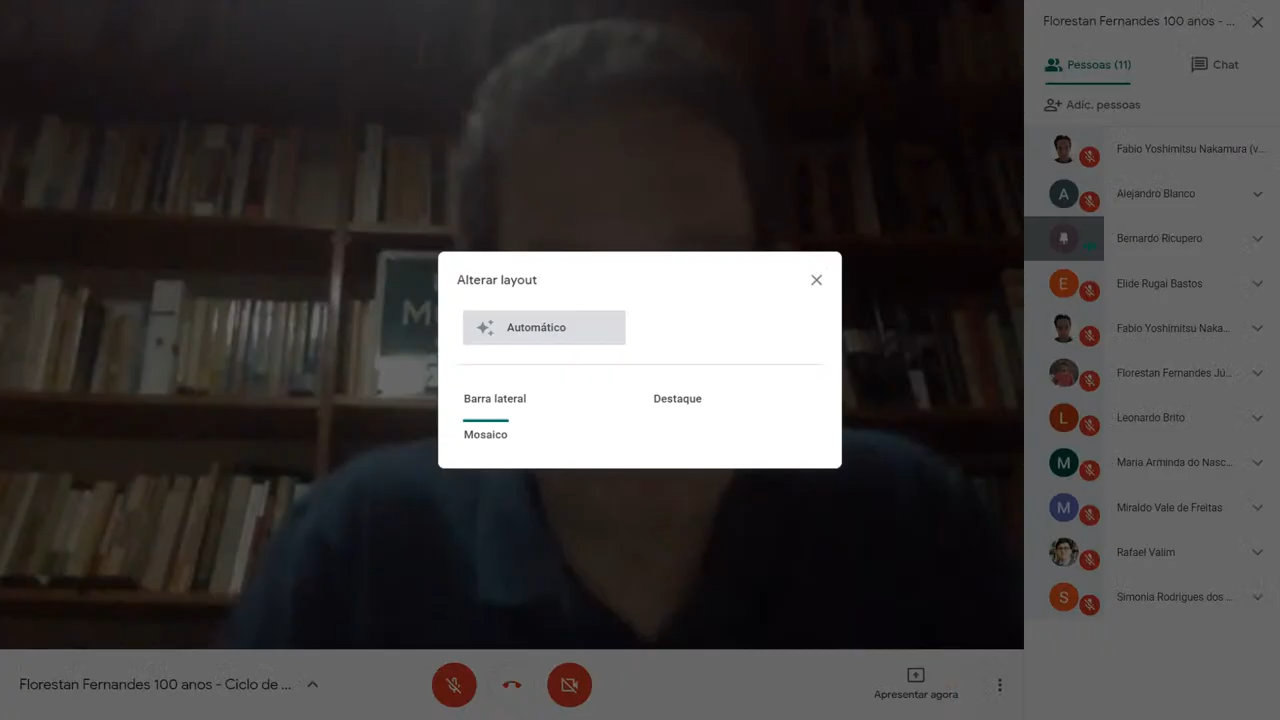 Florestan Fernandes 100 anos - ...
Pessoas (11)
Chat
Adic. pessoas
Fabio Yoshimitsu Nakamura (v...
A
Alejandro Blanco
Bernardo Ricupero
E
Elide Rugai Bastos
Fabio Yoshimitsu Naka...
Florestan Fernandes Jú...
L
Leonardo Brito
M
Maria Arminda do Nasc...
M
Miraldo Vale de Freitas
Rafael Valim
S
Simonia Rodrigues dos ...
Alterar layout
Automático
Barra lateral
Destaque
Mosaico
Florestan Fernandes 100 anos - Ciclo de ...
Apresentar agora